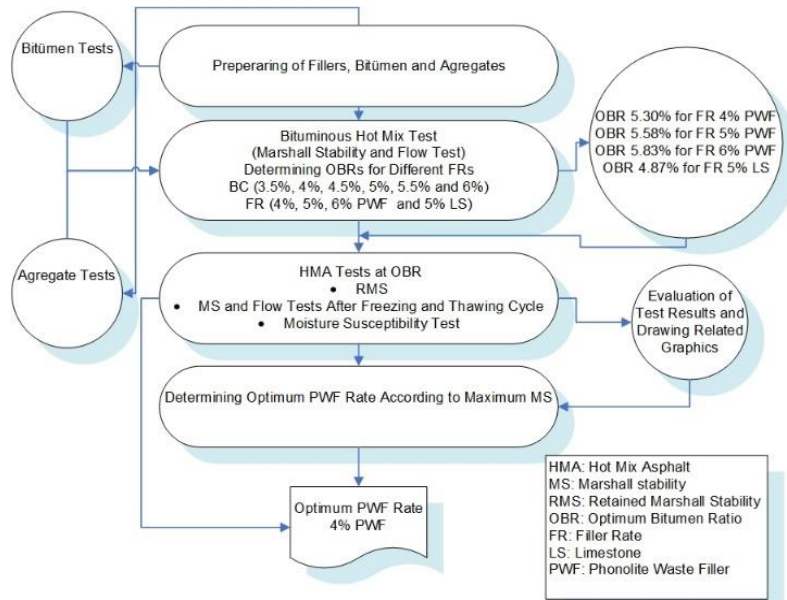 Bitümen Tests
Preperaring of Fillers, Bitümen and Agregates
Bituminous Hot Mix Test
(Marshall Stability and Flow Test)
Determining OBRs for Different FRs
BC (3.5%, 4%, 4.5%, 5%, 5.5% and 6%)
FR (4%, 5%, 6% PWF and 5% LS)
OBR 5.30% for FR 4% PWF
OBR 5.58% for FR 5% PWF
OBR 5.83% for FR 6% PWF
OBR 4.87% for FR 5% LS
Agregate Tests
HMA Tests at OBR
• RMS
• MS and Flow Tests After Freezing and Thawing Cycle
• Moisture Susceptibility Test
Evaluation of
Test Results and
Drawing Related
Graphics
Determining Optimum PWF Rate According to Maximum MS
Optimum PWF Rate
4% PWF
HMA: Hot Mix Asphalt
MS: Marshall stability
RMS: Retained Marshall Stability
OBR: Optimum Bitumen Ratio
FR: Filler Rate
LS: Limestone
PWF: Phonolite Waste Filler